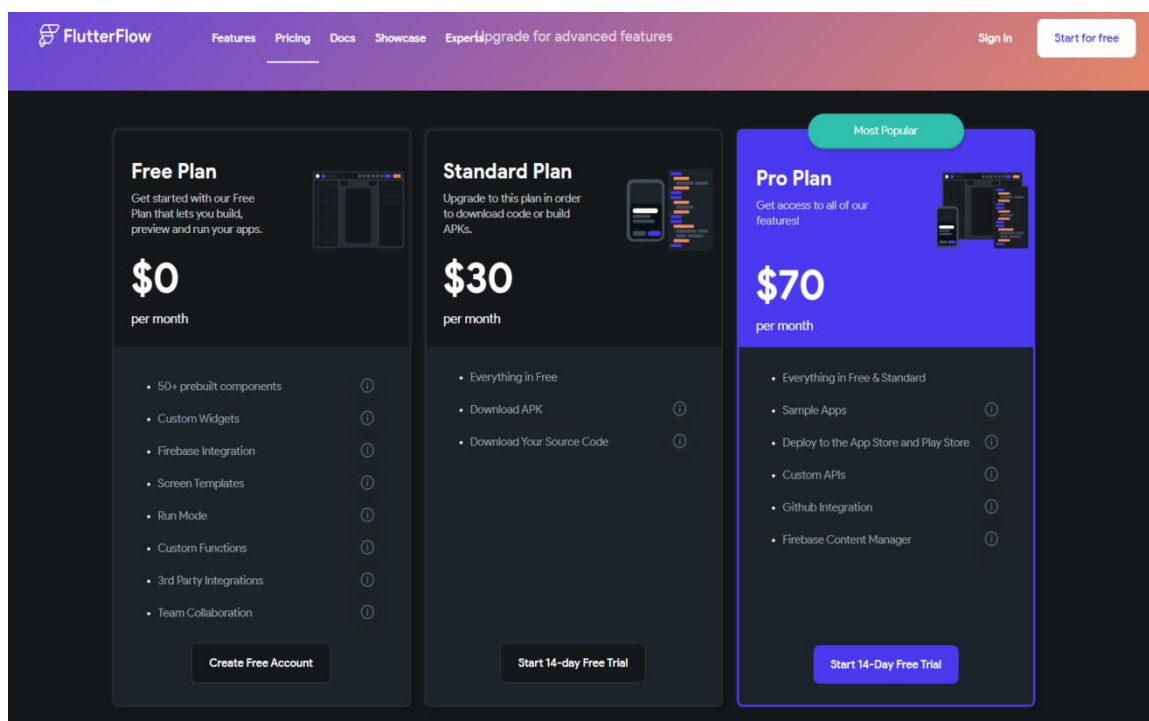 FlutterFlow
Features Pricing Docs Showcase Experts
Upgrade for advanced features
Sign In
Start for free
Free Plan
Get started with our Free
Plan that lets you build,
preview and run your apps.
$0
per month
• 50+ prebuilt components
• Custom Widgets
• Firebase Integration
• Screen Templates
• Run Mode
• Custom Functions
• 3rd Party Integrations
• Team Collaboration
Create Free Account
Standard Plan
Upgrade to this plan in order
to download code or build
APKs.
$30
per month
• Everything in Free
• Download APK
• Download Your Source Code
Start 14-day Free Trial
Most Popular
Pro Plan
Get access to all of our
features!
$70
per month
• Everything in Free & Standard
• Sample Apps
• Deploy to the App Store and Play Store
• Custom APIs
• Github Integration
• Firebase Content Manager
Start 14-Day Free Trial